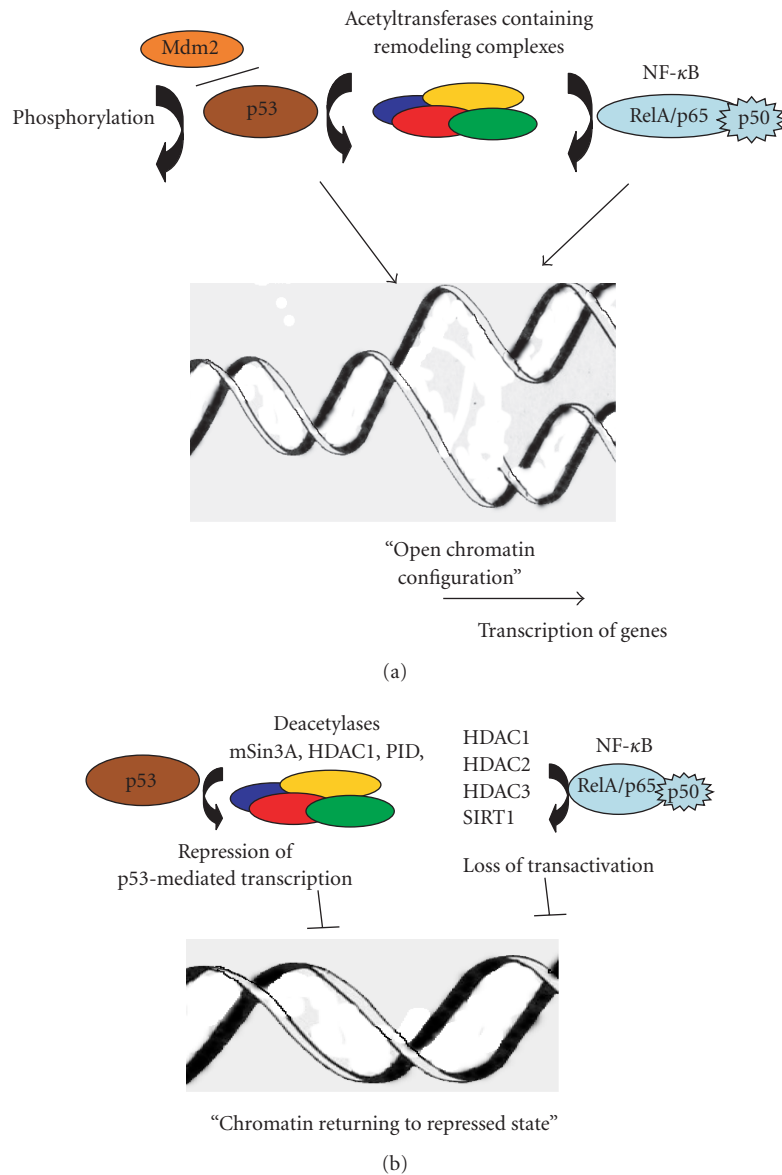 Mdm2
Acetyltransferases containing
remodeling complexes
NF-κB
Phosphorylation
p53
RelA/p65
p50
“Open chromatin
configuration”
Transcription of genes
(a)
Deacetylases
mSin3A, HDAC1, PID,
p53
HDAC1
HDAC2
HDAC3
SIRT1
NF-κB
RelA/p65
p50
Repression of
p53-mediated transcription
Loss of transactivation
“Chromatin returning to repressed state”
(b)